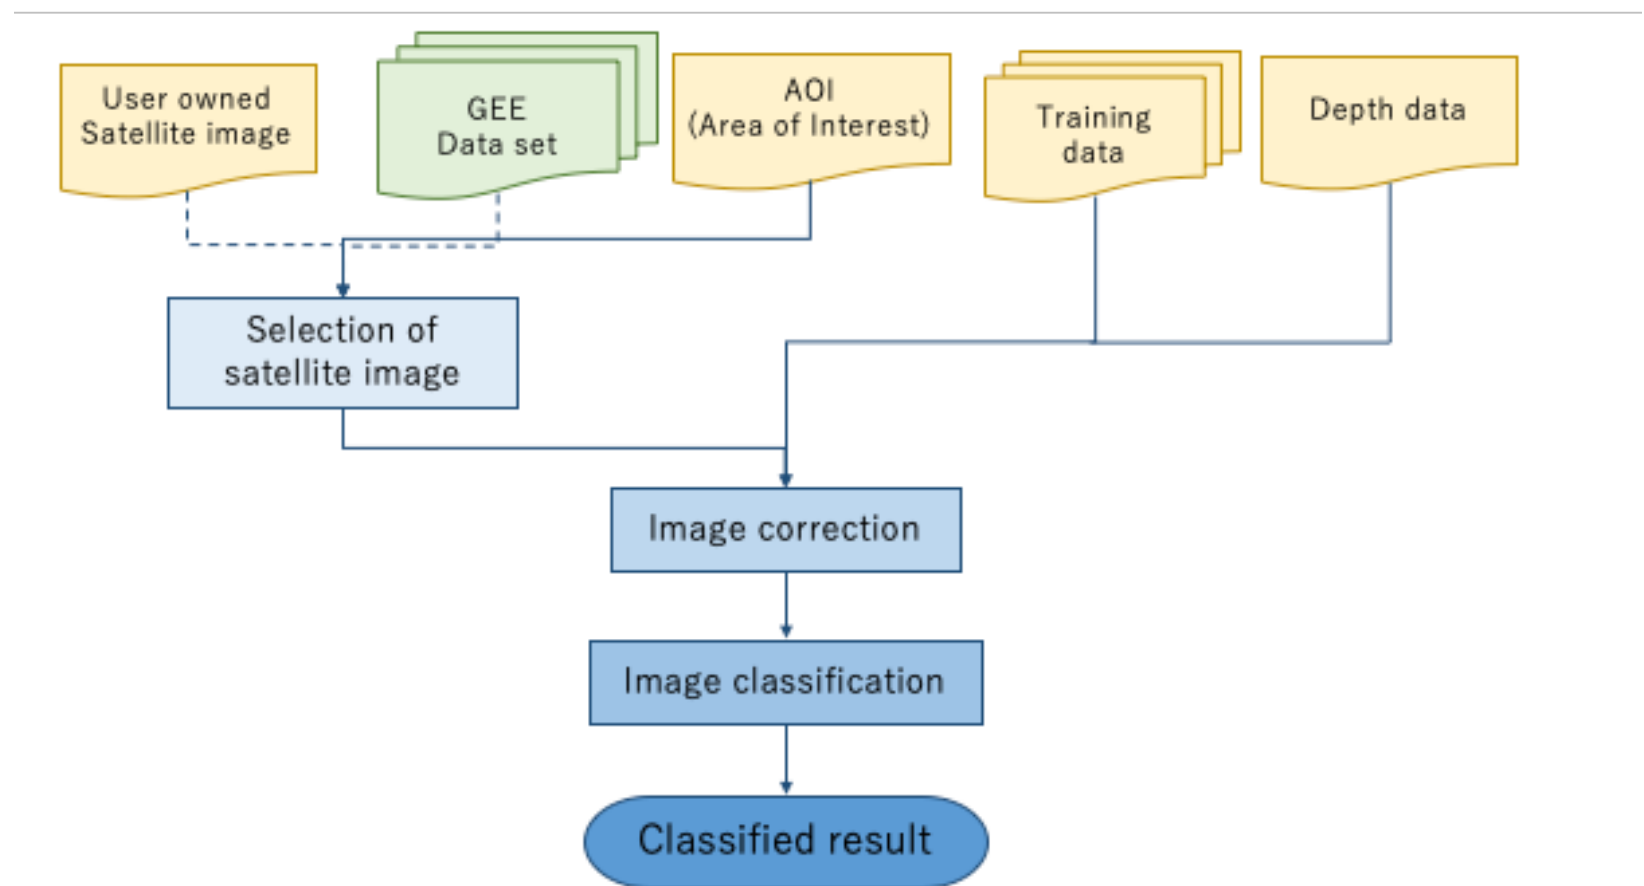 User owned
Satellite image
GEE
Data set
AOI
(Area of Interest)
Training
data
Depth data
Selection of
satellite image
Image correction
Image classification
Classified result